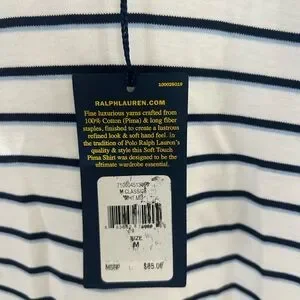 100026019
RALPHLAUREN.COM
Fine luxurious yarns crafted from
100% Cotton (Pima) & long fiber
staples, finished to create a lustrous
refined look & soft hand feel. In
the tradition of Polo Ralph Lauren's
quality & style this Soft Touch
Pima Shirt was designed to be the
ultimate wardrobe essential.
M CLASSICS
SIZE
M
MSRP $85.00